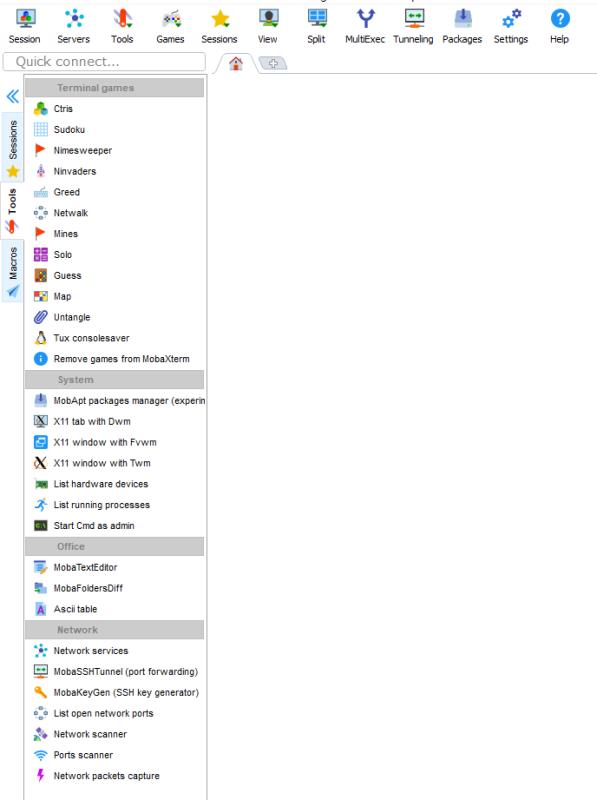 Session Servers Tools Games Sessions View Split MultiExec Tunneling Packages Settings Help
Quick connect...
Sessions
Tools
Macros
Terminal games
Ctris
Sudoku
Nimesweeper
Ninvaders
Greed
Netwalk
Mines
Solo
Guess
Map
Untangle
Tux consolesaver
Remove games from MobaXterm
System
MobApt packages manager (experin
X11 tab with Dwm
X11 window with Fvwm
X11 window with Twm
List hardware devices
List running processes
Start Cmd as admin
Office
MobaTextEditor
MobaFoldersDiff
Ascii table
Network
Network services
MobaSSHTunnel (port forwarding)
MobaKeyGen (SSH key generator)
List open network ports
Network scanner
Ports scanner
Network packets capture